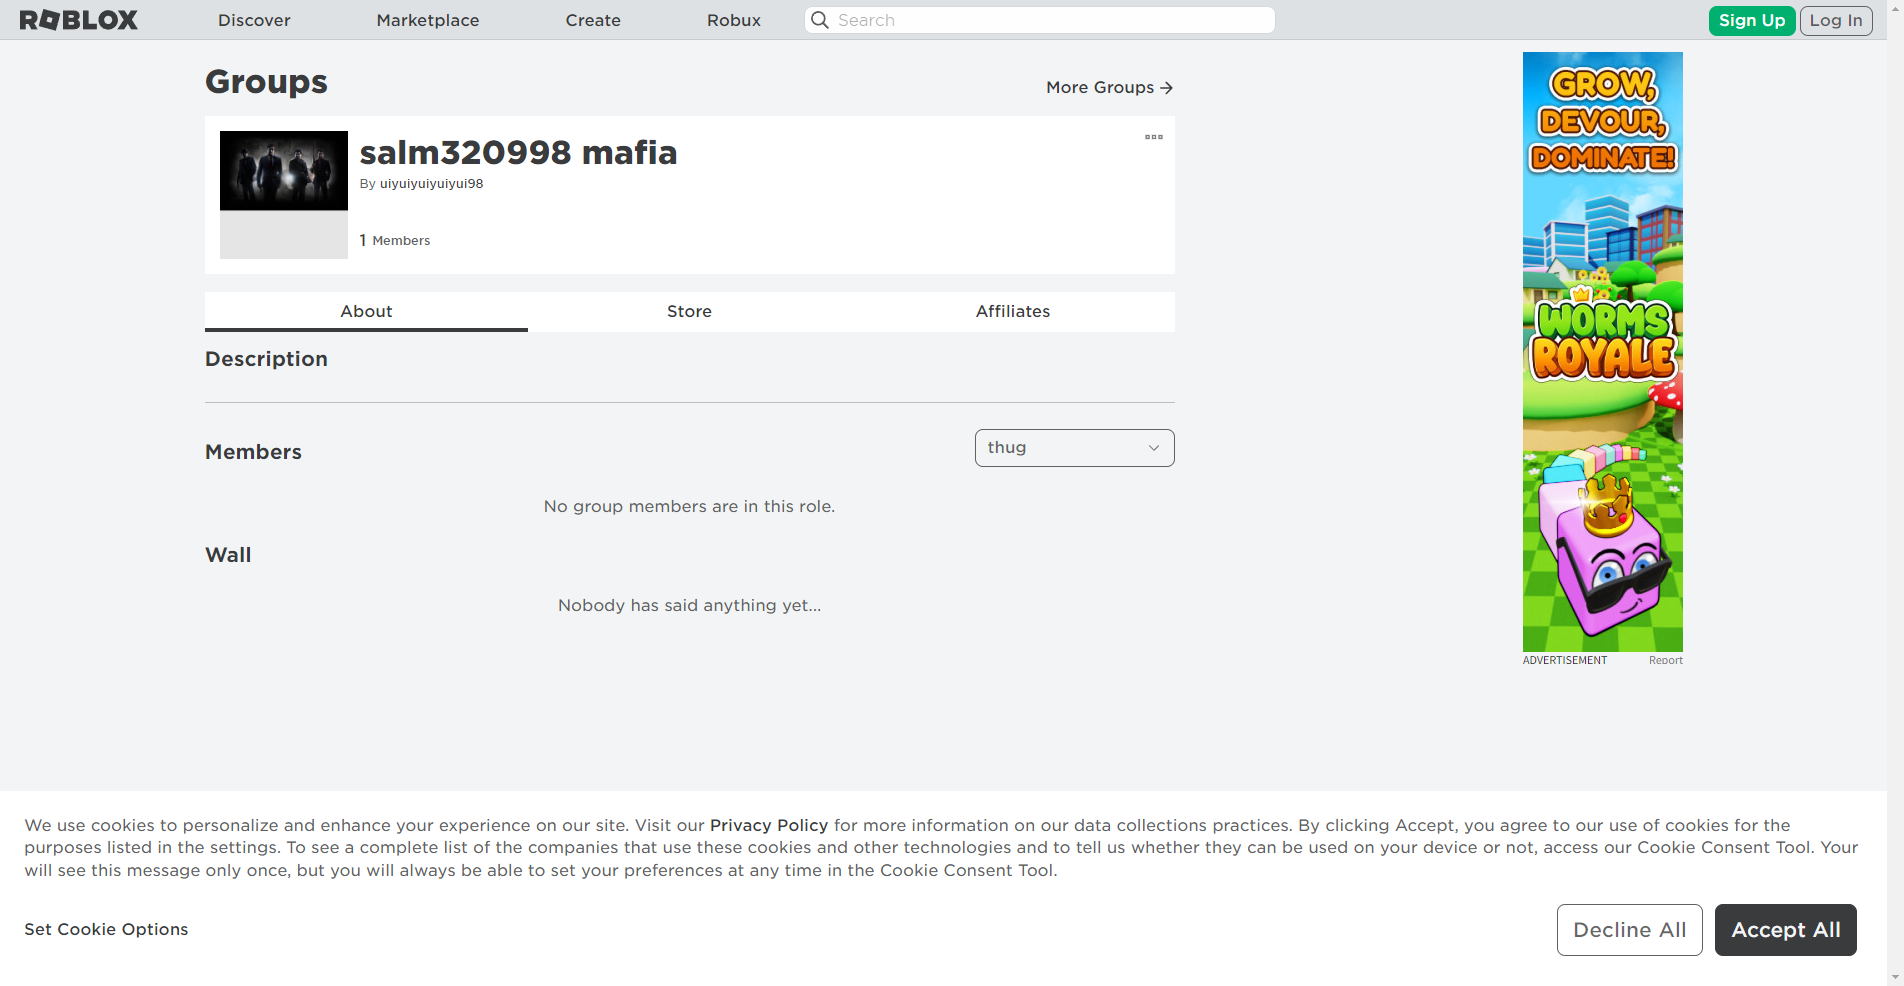 ROBLOX
Discover
Marketplace
Create
Robux
Search
Sign Up
Log In
Groups
More Groups
salm320998 mafia
By uiyuiyuiyuiyui98
1 Members
About
Store
Affiliates
Description
Members
thug
No group members are in this role.
Wall
Nobody has said anything yet...
GROW,
DEVOUR,
DOMINATE!
WORMS
ROYALE
ADVERTISEMENT
Report
We use cookies to personalize and enhance your experience on our site. Visit our Privacy Policy for more information on our data collections practices. By clicking Accept, you agree to our use of cookies for the
purposes listed in the settings. To see a complete list of the companies that use these cookies and other technologies and to tell us whether they can be used on your device or not, access our Cookie Consent Tool. Your
will see this message only once, but you will always be able to set your preferences at any time in the Cookie Consent Tool.
Set Cookie Options
Decline All
Accept All